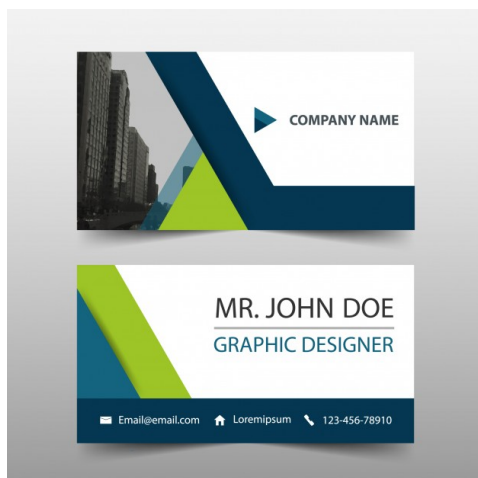 COMPANY NAME
MR. JOHN DOE
GRAPHIC DESIGNER
Email@email.com Loremipsum 123-456-78910